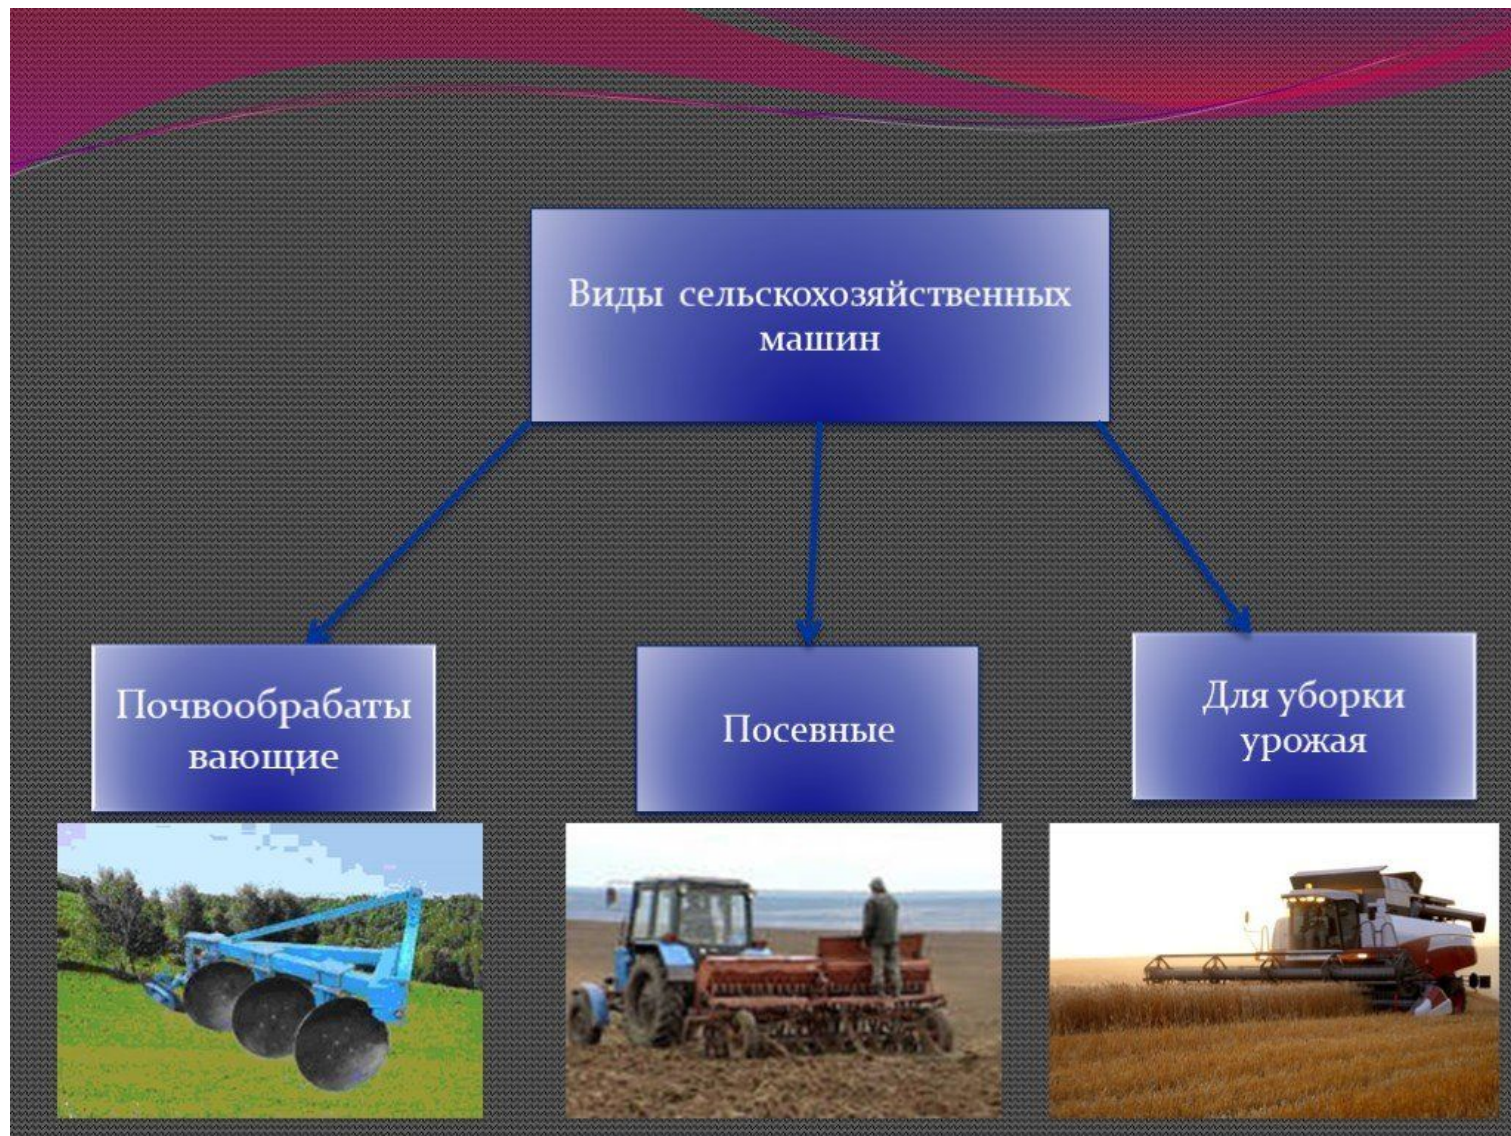 Виды сельскохозяйственных
машин
Почвообрабаты
вающие
Посевные
Для уборки
урожая